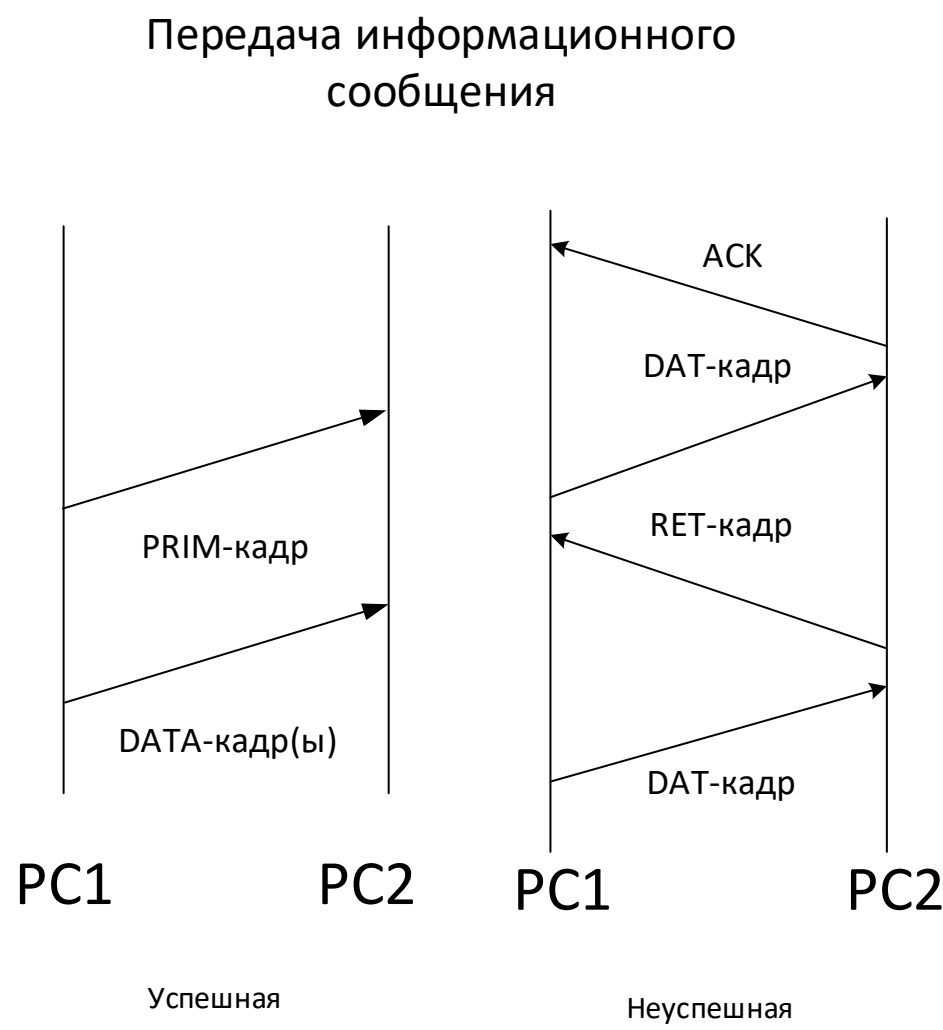 Передача информационного
сообщения
PRIM-кадр
DATA-кадр(ы)
PC1
PC2
Успешная
ACK
DAT-кадр
RET-кадр
DAT-кадр
PC1
PC2
Неуспешная